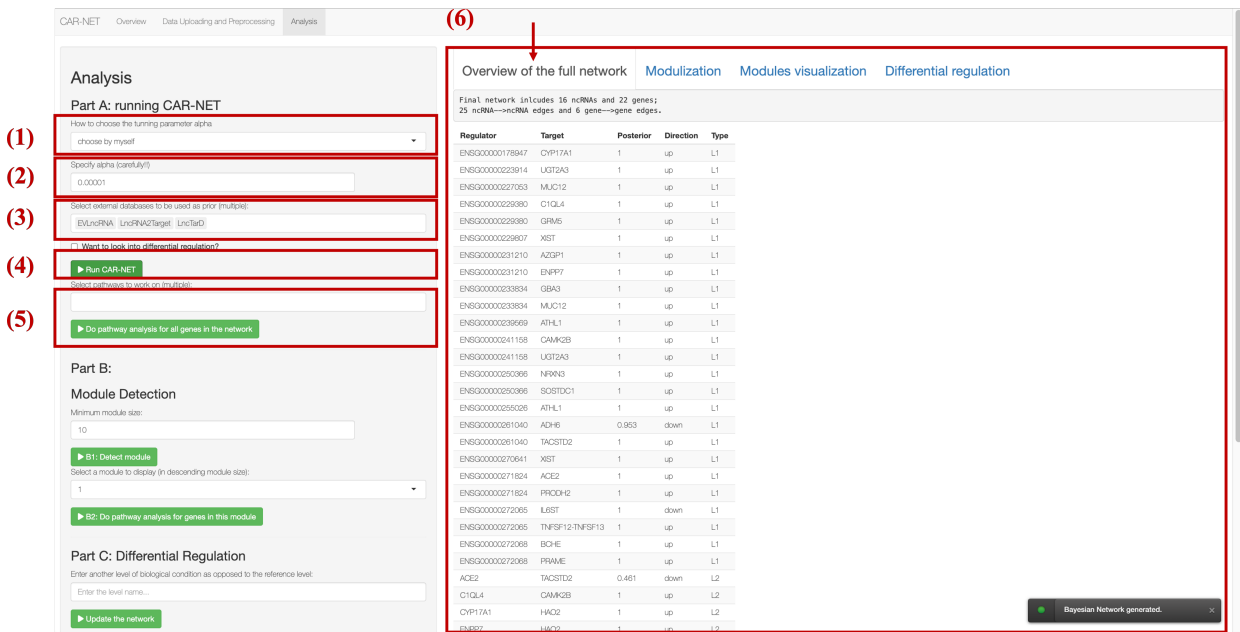 CAR-NET Overview Data Uploading and Preprocessing Analysis
(6)
Analysis
Part A: running CAR-NET
(1)
How to choose the tunning parameter alpha
choose by myself
(2)
Specify alpha (carefully!!)
0.00001
(3)
Select external databases to be used as prior (multiple):
EVLncRNA LncRNA2Target LncTarD
Want to look into differential regulation?
(4)
Run CAR-NET
(5)
Select pathways to work on (multiple):
Do pathway analysis for all genes in the network
Part B:
Module Detection
Minimum module size:
10
B1: Detect module
Select a module to display (in descending module size):
1
B2: Do pathway analysis for genes in this module
Part C: Differential Regulation
Enter another level of biological condition as opposed to the reference level:
Enter the level name...
Update the network
Overview of the full network Modulization Modules visualization Differential regulation
Final network inlcudes 16 ncRNAs and 22 genes;
25 ncRNA-->ncRNA edges and 6 gene-->gene edges.
Regulator Target Posterior Direction Type
ENSG00000178947 CYP17A1 1 up L1
ENSG00000223914 UGT2A3 1 up L1
ENSG00000227053 MUC12 1 up L1
ENSG00000229380 C1QL4 1 up L1
ENSG00000229380 GRM5 1 up L1
ENSG00000229807 XIST 1 up L1
ENSG00000231210 AZGP1 1 up L1
ENSG00000231210 ENPP7 1 up L1
ENSG00000233834 GBA3 1 up L1
ENSG00000233834 MUC12 1 up L1
ENSG00000239569 ATHL1 1 up L1
ENSG00000241158 CAMK2B 1 up L1
ENSG00000241158 UGT2A3 1 up L1
ENSG00000250366 NRXN3 1 up L1
ENSG00000250366 SOSTDC1 1 up L1
ENSG00000255026 ATHL1 1 up L1
ENSG00000261040 ADH6 0.953 down L1
ENSG00000261040 TACSTD2 1 up L1
ENSG00000270641 XIST 1 up L1
ENSG00000271824 ACE2 1 up L1
ENSG00000271824 PRODH2 1 up L1
ENSG00000272065 IL6ST 1 down L1
ENSG00000272065 TNFSF12-TNFSF13 1 up L1
ENSG00000272068 BCHE 1 up L1
ENSG00000272068 PRAME 1 up L1
ACE2 TACSTD2 0.461 down L2
C1QL4 CAMK2B 1 up L2
CYP17A1 HAO2 1 up L2
ENPP7 HAO2 1 up L2
Bayesian Network generated. ×